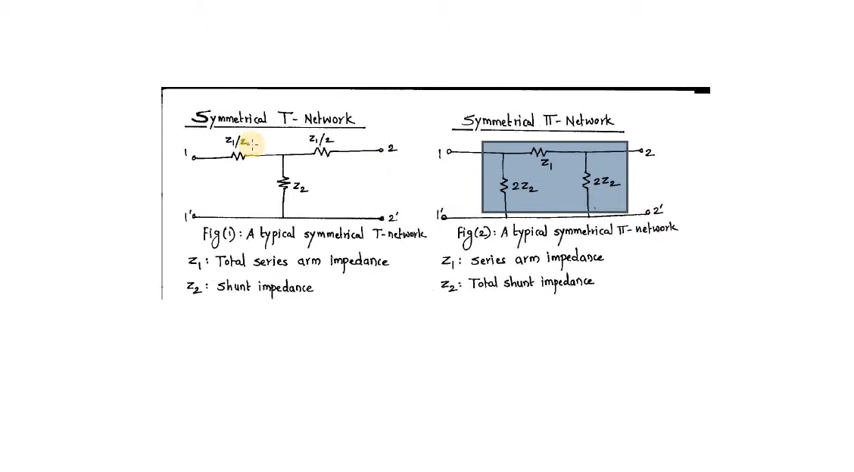 Symmetrical T-Network
Z1/2
Z1/2
1
2
Z2
1'
2'
Fig(1): A typical symmetrical T-network
Z1: Total series arm impedance
Z2: Shunt impedance
Symmetrical Π-Network
1
2
Z1
2Z2
2Z2
1'
2'
Fig(2): A typical symmetrical Π-network
Z1: Series arm impedance
Z2: Total shunt impedance